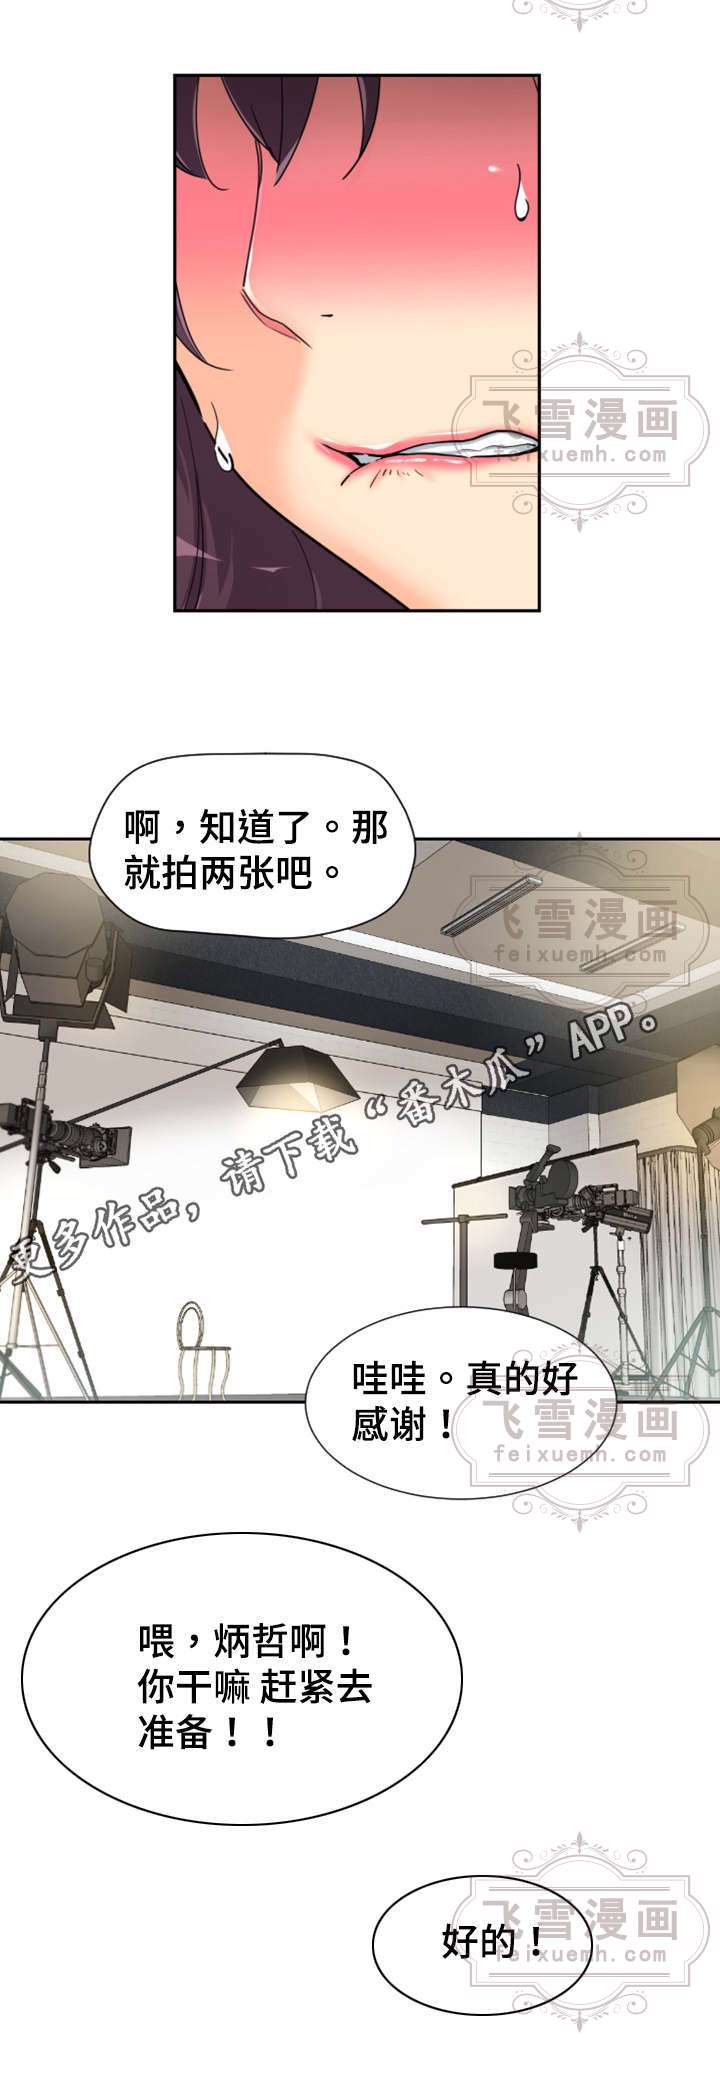 飞雪漫画
feixuemh.com
啊，知道了。那
就拍两张吧。
飞雪漫画
feixuemh.com
更多作品，请下载“番木瓜”APP。
哇哇。真的好
感谢！
飞雪漫画
feixuemh.com
喂，炳哲啊！
你干嘛 赶紧去
准备！！
好的！
飞雪漫画
feixuemh.com